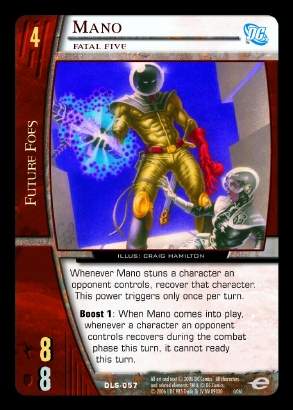 4
MANO
FATAL FIVE
DC
FUTURE FOES
ILLUS: CRAIG HAMILTON
Whenever Mano stuns a character an
opponent controls, recover that character.
This power triggers only once per turn.
Boost 1: When Mano comes into play,
whenever a character an opponent
controls recovers during the combat
phase this turn, it cannot ready
this turn.
8
8
DLS-057